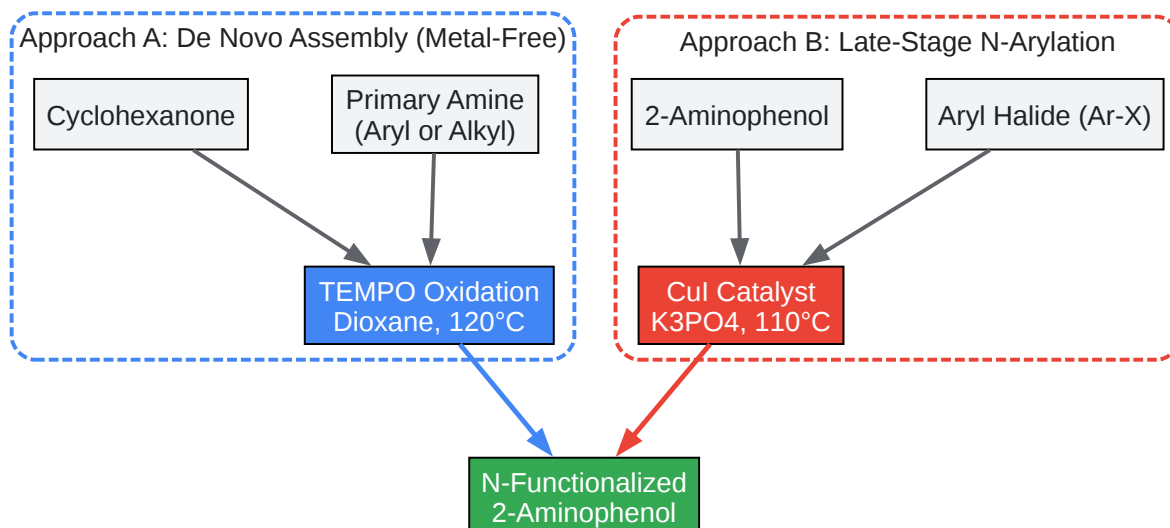 Approach A: De Novo Assembly (Metal-Free)
Cyclohexanone
Primary Amine
(Aryl or Alkyl)
TEMPO Oxidation
Dioxane, 120°C
Approach B: Late-Stage N-Arylation
2-Aminophenol
Aryl Halide (Ar-X)
CuI Catalyst
K3PO4, 110°C
N-Functionalized
2-Aminophenol